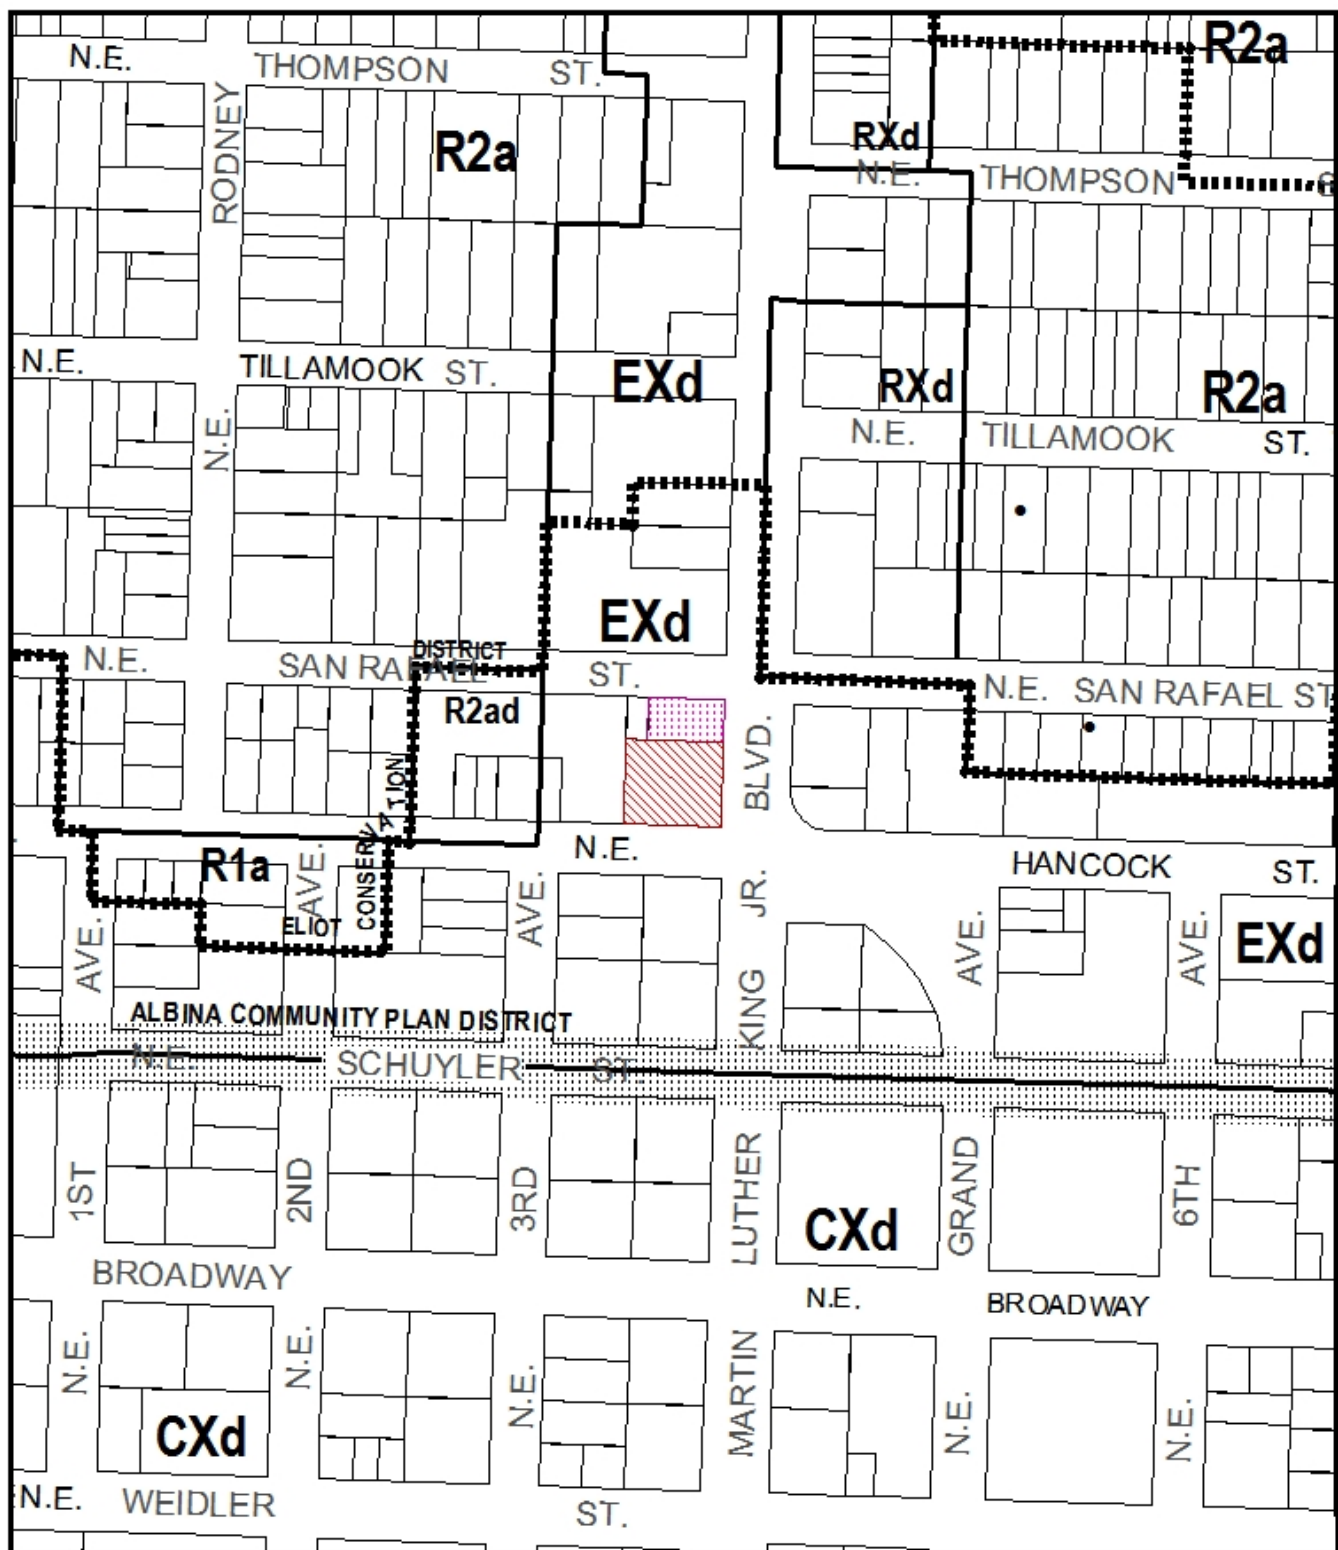 N.E. THOMPSON ST.
R2a
RODNEY
R2a
RXd
N.E. THOMPSON S
N.E. TILLAMOOK ST.
EXd
RXd
R2a
N.E.
N.E. TILLAMOOK ST.
EXd
N.E. SAN RAFAEL ST.
DISTRICT
N.E. SAN RAFAEL ST
R2ad
BLVD.
CONSERVATION
N.E. HANCOCK ST.
R1a
AVE.
ELIOT
AVE.
JR.
AVE.
AVE.
AVE.
EXd
KING
ALBINA COMMUNITY PLAN DISTRICT
N.E. SCHUYLER ST.
1ST
2ND
3RD
LUTHER
CXd
GRAND
6TH
BROADWAY
N.E. BROADWAY
N.E.
N.E.
N.E.
MARTIN
N.E.
N.E.
CXd
N.E. WEIDLER ST.